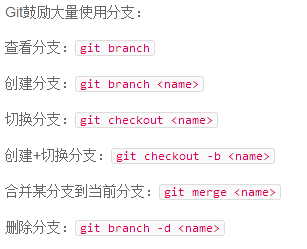 Git鼓励大量使用分支：
查看分支：git branch
创建分支：git branch <name>
切换分支：git checkout <name>
创建+切换分支：git checkout -b <name>
合并某分支到当前分支：git merge <name>
删除分支：git branch -d <name>